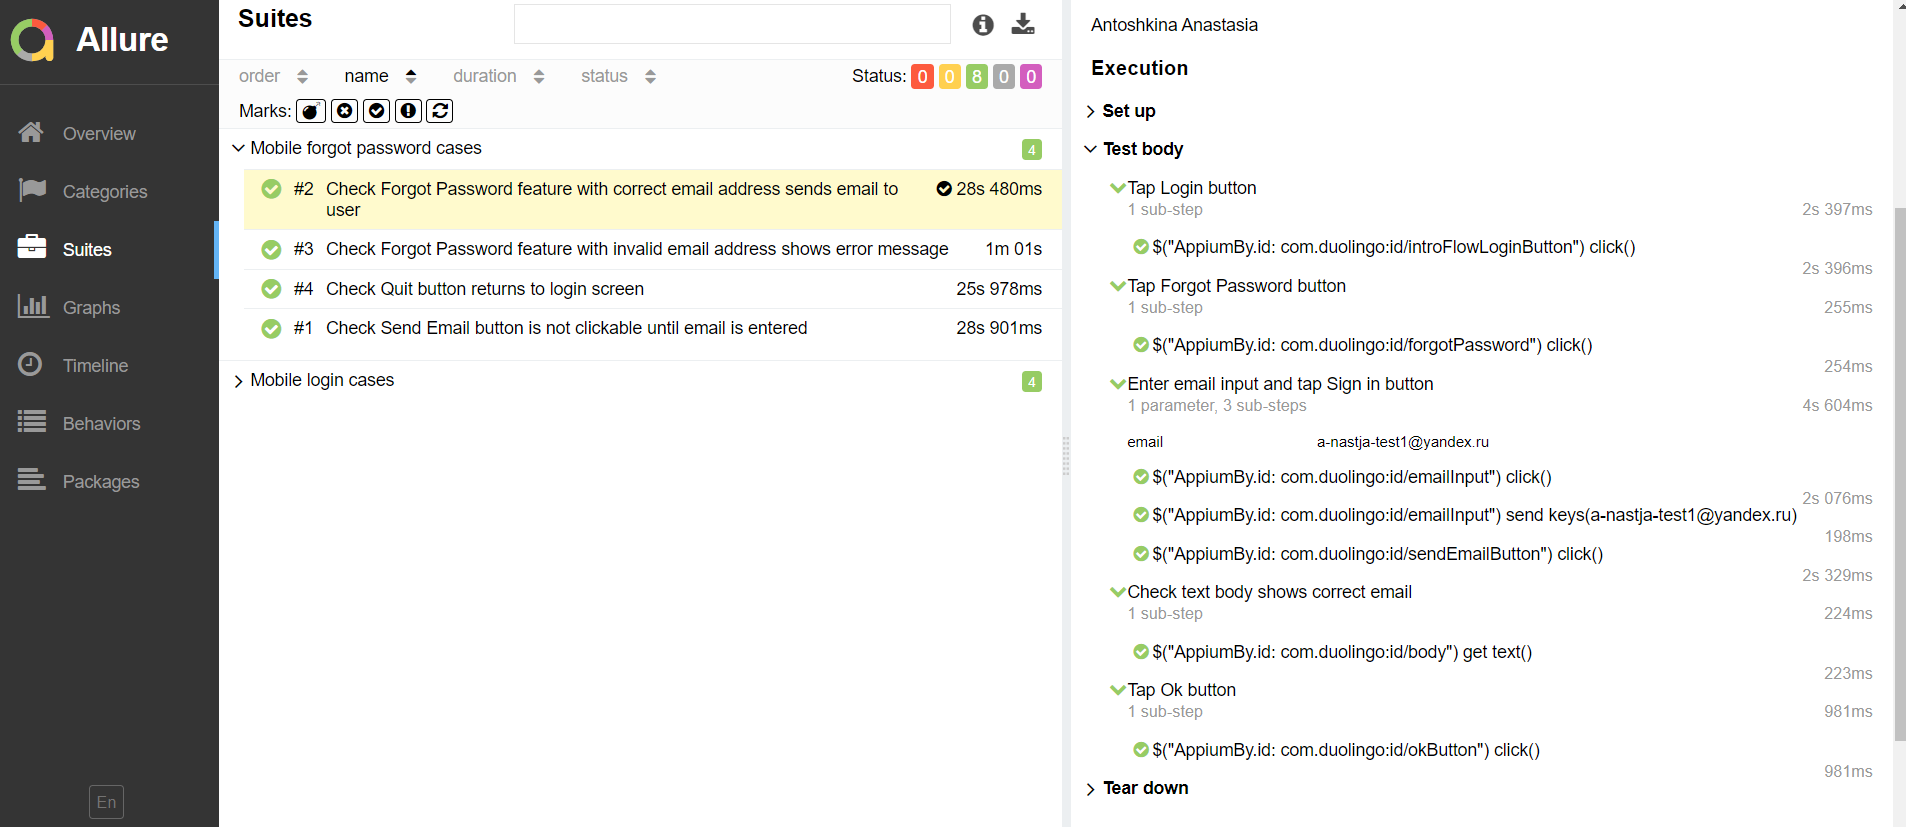 Allure
Overview
Categories
Suites
Graphs
Timeline
Behaviors
Packages
En
Suites
order name duration status Status: 0 0 8 0 0
Marks:
Mobile forgot password cases 4
#2 Check Forgot Password feature with correct email address sends email to 28s 480ms
user
#3 Check Forgot Password feature with invalid email address shows error message 1m 01s
#4 Check Quit button returns to login screen 25s 978ms
#1 Check Send Email button is not clickable until email is entered 28s 901ms
Mobile login cases 4
Antoshkina Anastasia
Execution
Set up
Test body
Tap Login button
1 sub-step 2s 397ms
$("AppiumBy.id: com.duolingo:id/introFlowLoginButton") click()
2s 396ms
Tap Forgot Password button
1 sub-step 255ms
$("AppiumBy.id: com.duolingo:id/forgotPassword") click()
254ms
Enter email input and tap Sign in button
1 parameter, 3 sub-steps 4s 604ms
email a-nastja-test1@yandex.ru
$("AppiumBy.id: com.duolingo:id/emailInput") click()
2s 076ms
$("AppiumBy.id: com.duolingo:id/emailInput") send keys(a-nastja-test1@yandex.ru)
198ms
$("AppiumBy.id: com.duolingo:id/sendEmailButton") click()
2s 329ms
Check text body shows correct email
1 sub-step 224ms
$("AppiumBy.id: com.duolingo:id/body") get text()
223ms
Tap Ok button
1 sub-step 981ms
$("AppiumBy.id: com.duolingo:id/okButton") click()
981ms
Tear down